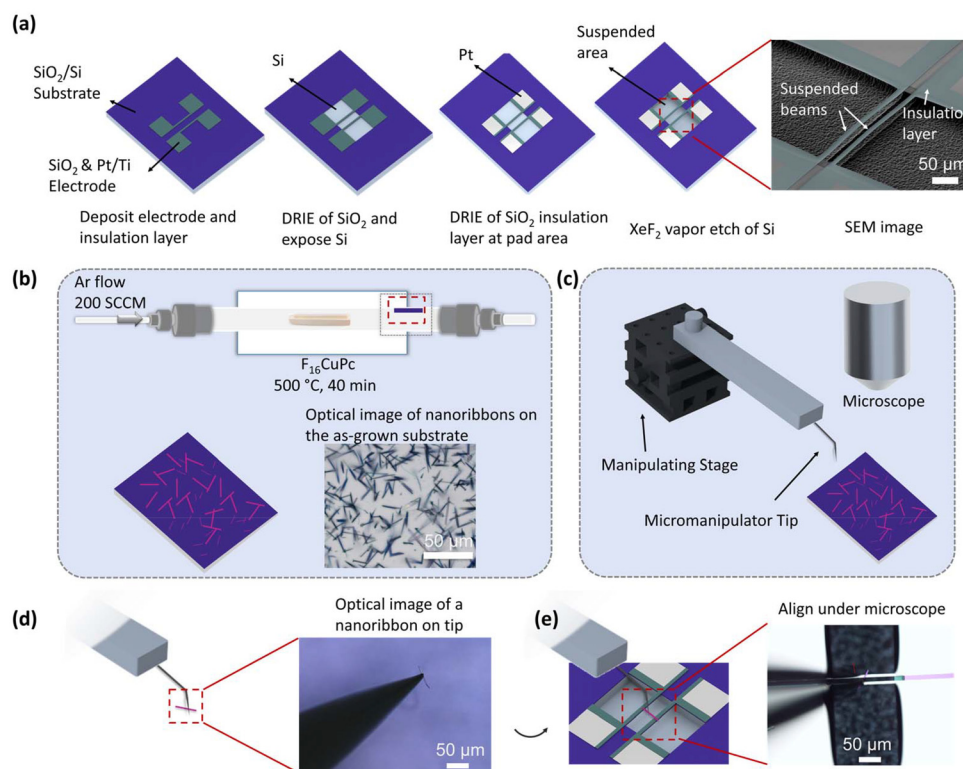 (a)
SiO2/Si
Substrate
SiO2 & Pt/Ti
Electrode
Deposit electrode and
insulation layer
Si
DRIE of SiO2 and
expose Si
Pt
DRIE of SiO2 insulation
layer at pad area
Suspended
area
XeF2 vapor etch of Si
Suspended
beams
Insulation
layer
50 μm
SEM image
(b)
Ar flow
200 SCCM
F16CuPc
500 °C, 40 min
Optical image of nanoribbons on
the as-grown substrate
50 μm
(c)
Microscope
Manipulating Stage
Micromanipulator Tip
(d)
Optical image of a
nanoribbon on tip
50 μm
(e)
Align under microscope
50 μm